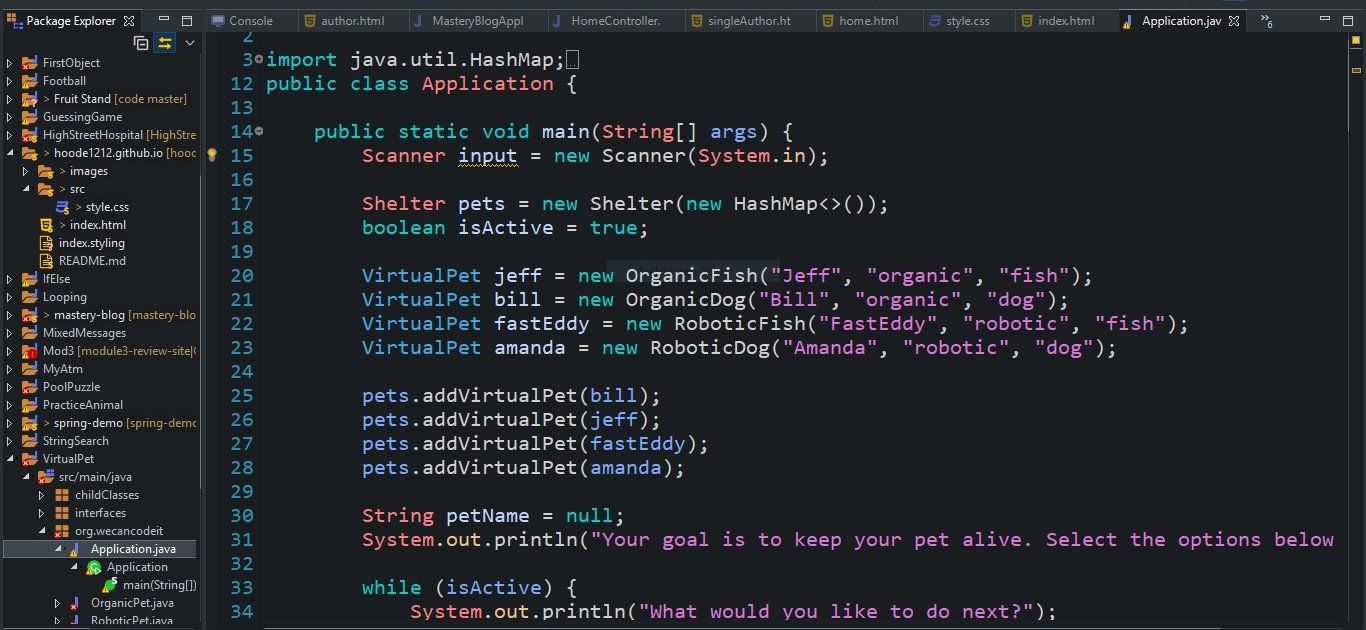 Package Explorer
Console
author.html
MasteryBlogAppl
HomeController.
singleAuthor.ht
home.html
style.css
index.html
Application.jav
6
FirstObject
Football
> Fruit Stand [code master]
GuessingGame
HighStreetHospital [HighStre
> hoode1212.github.io [hood
> images
> src
> style.css
> index.html
index.styling
README.md
IfElse
Looping
> mastery-blog [mastery-blo
MixedMessages
Mod3 [module3-review-site
MyAtm
PoolPuzzle
PracticeAnimal
> spring-demo [spring-demo
StringSearch
VirtualPet
src/main/java
childClasses
interfaces
org.wecancodeit
Application.java
Application
main(String[])
OrganicPet.java
RoboticPet.java
2
3 import java.util.HashMap;
12 public class Application {
13
14 public static void main(String[] args) {
15 Scanner input = new Scanner(System.in);
16
17 Shelter pets = new Shelter(new HashMap<>());
18 boolean isActive = true;
19
20 VirtualPet jeff = new OrganicFish("Jeff", "organic", "fish");
21 VirtualPet bill = new OrganicDog("Bill", "organic", "dog");
22 VirtualPet fastEddy = new RoboticFish("FastEddy", "robotic", "fish");
23 VirtualPet amanda = new RoboticDog("Amanda", "robotic", "dog");
24
25 pets.addVirtualPet(bill);
26 pets.addVirtualPet(jeff);
27 pets.addVirtualPet(fastEddy);
28 pets.addVirtualPet(amanda);
29
30 String petName = null;
31 System.out.println("Your goal is to keep your pet alive. Select the options below
32
33 while (isActive) {
34 System.out.println("What would you like to do next?");